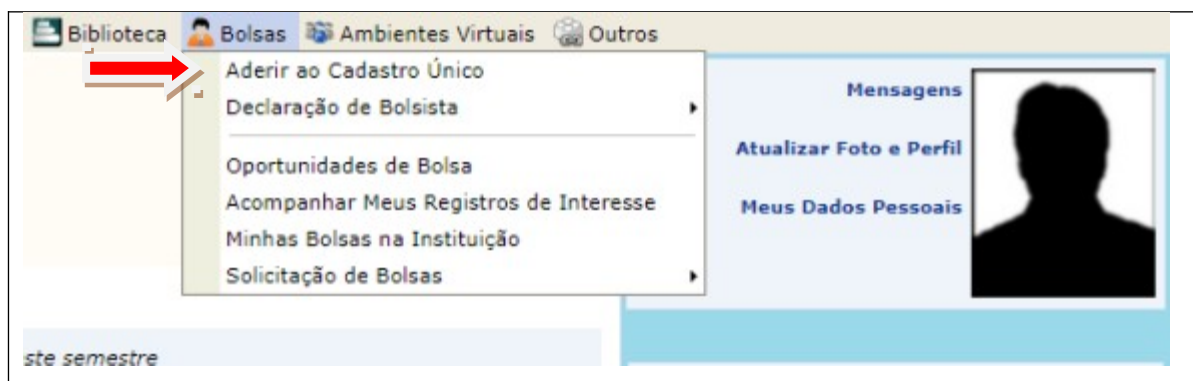 Biblioteca Bolsas Ambientes Virtuais Outros
Aderir ao Cadastro Único
Declaração de Bolsista
Oportunidades de Bolsa
Acompanhar Meus Registros de Interesse
Minhas Bolsas na Instituição
Solicitação de Bolsas
Mensagens
Atualizar Foto e Perfil
Meus Dados Pessoais
ste semestre